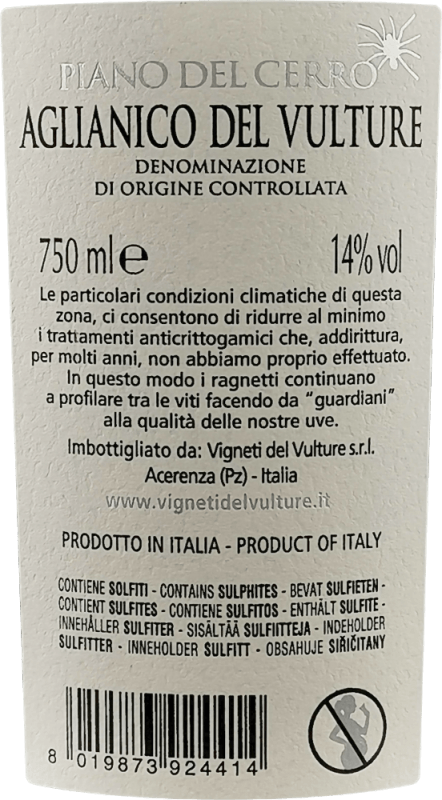 PIANO DEL CERRO
AGLIANICO DEL VULTURE
DENOMINAZIONE
DI ORIGINE CONTROLLATA
750 ml e 14% vol
Le particolari condizioni climatiche di questa
zona, ci consentono di ridurre al minimo
i trattamenti anticrittogamici che, addirittura,
per molti anni, non abbiamo proprio effettuato.
In questo modo i ragnetti continuano
a profilare tra le viti facendo da “guardiani”
alla qualità delle nostre uve.
Imbottigliato da: Vigneti del Vulture s.r.l.
Acerenza (Pz) - Italia
www.vignetidelvulture.it
PRODOTTO IN ITALIA - PRODUCT OF ITALY
CONTIENE SOLFITI - CONTAINS SULPHITES - BEVAT SULFIETEN -
CONTIENT SULFITES - CONTIENE SULFITOS - ENTHÄLT SULFITE -
INNEHÅLLER SULFITER - SISÄLTÄÄ SULFIITTEJA - INDEHOLDER
SULFITTER - INNEHOLDER SULFITT - OBSAHUJE SIŘIČITANY
8 019873 924414